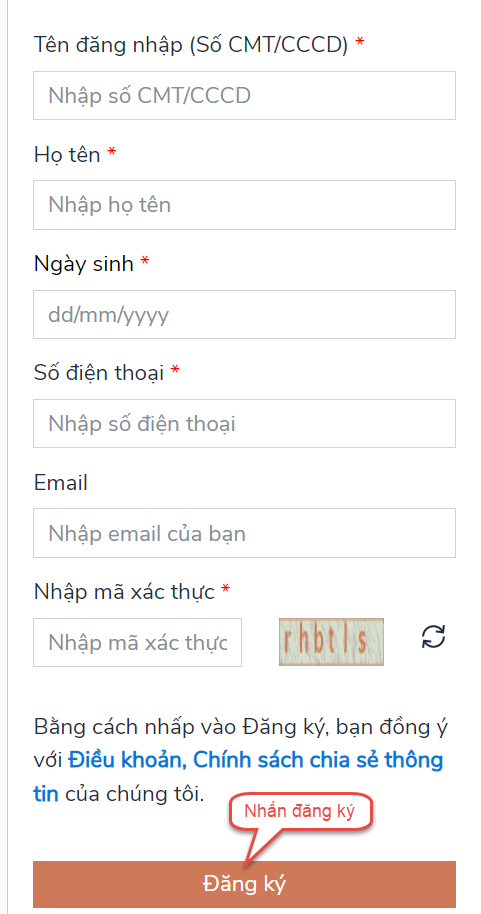 Tên đăng nhập (Số CMT/CCCD) *
Nhập số CMT/CCCD
Họ tên *
Nhập họ tên
Ngày sinh *
dd/mm/yyyy
Số điện thoại *
Nhập số điện thoại
Email
Nhập email của bạn
Nhập mã xác thực *
Nhập mã xác thực
rhbtls
Bằng cách nhấp vào Đăng ký, bạn đồng ý
với Điều khoản, Chính sách chia sẻ thông
tin của chúng tôi.
Nhấn đăng ký
Đăng ký